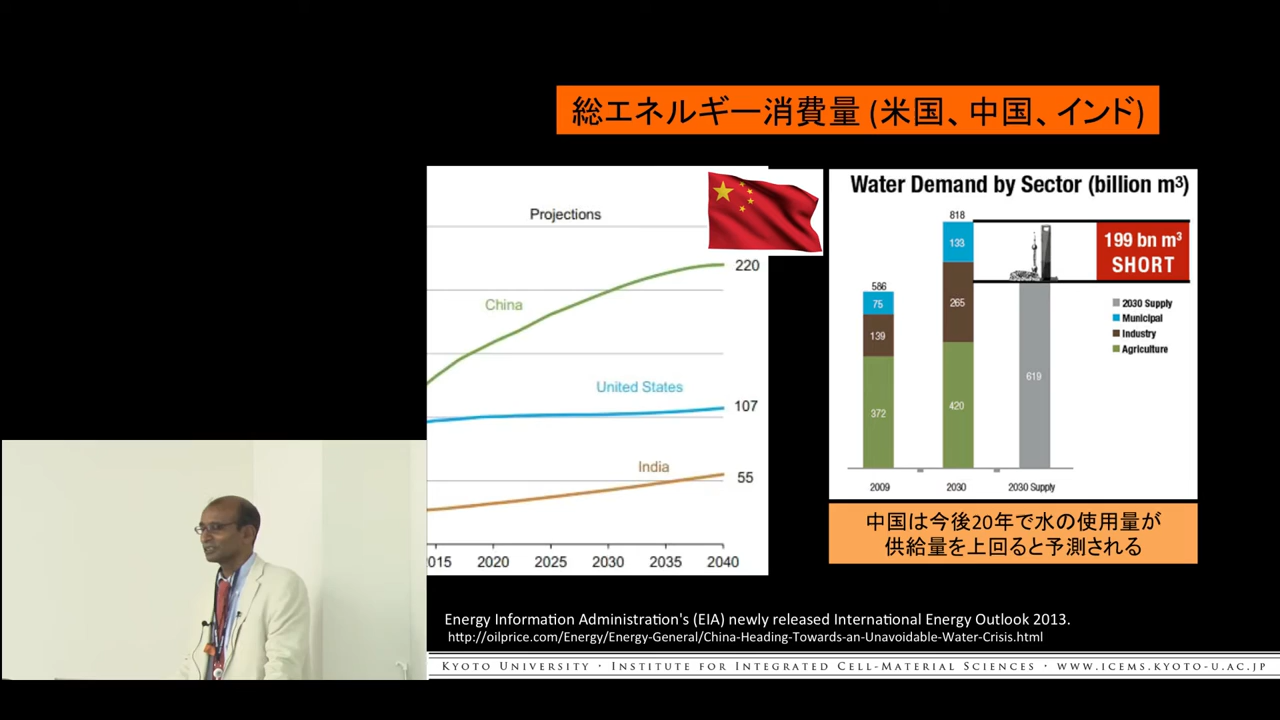 総エネルギー消費量 (米国、中国、インド)
Projections
220
China
United States
107
India
55
015 2020 2025 2030 2035 2040
Water Demand by Sector (billion m³)
818
133
199 bn m³
SHORT
586
75
265
139
2030 Supply
Municipal
Industry
Agriculture
619
372
420
2009 2030 2030 Supply
中国は今後20年で水の使用量が
供給量を上回ると予測される
Energy Information Administration's (EIA) newly released International Energy Outlook 2013.
http://oilprice.com/Energy/Energy-General/China-Heading-Towards-an-Unavoidable-Water-Crisis.html
KYOTO UNIVERSITY · INSTITUTE FOR INTEGRATED CELL-MATERIAL SCIENCES · WWW.ICEMS.KYOTO-U.AC.JP